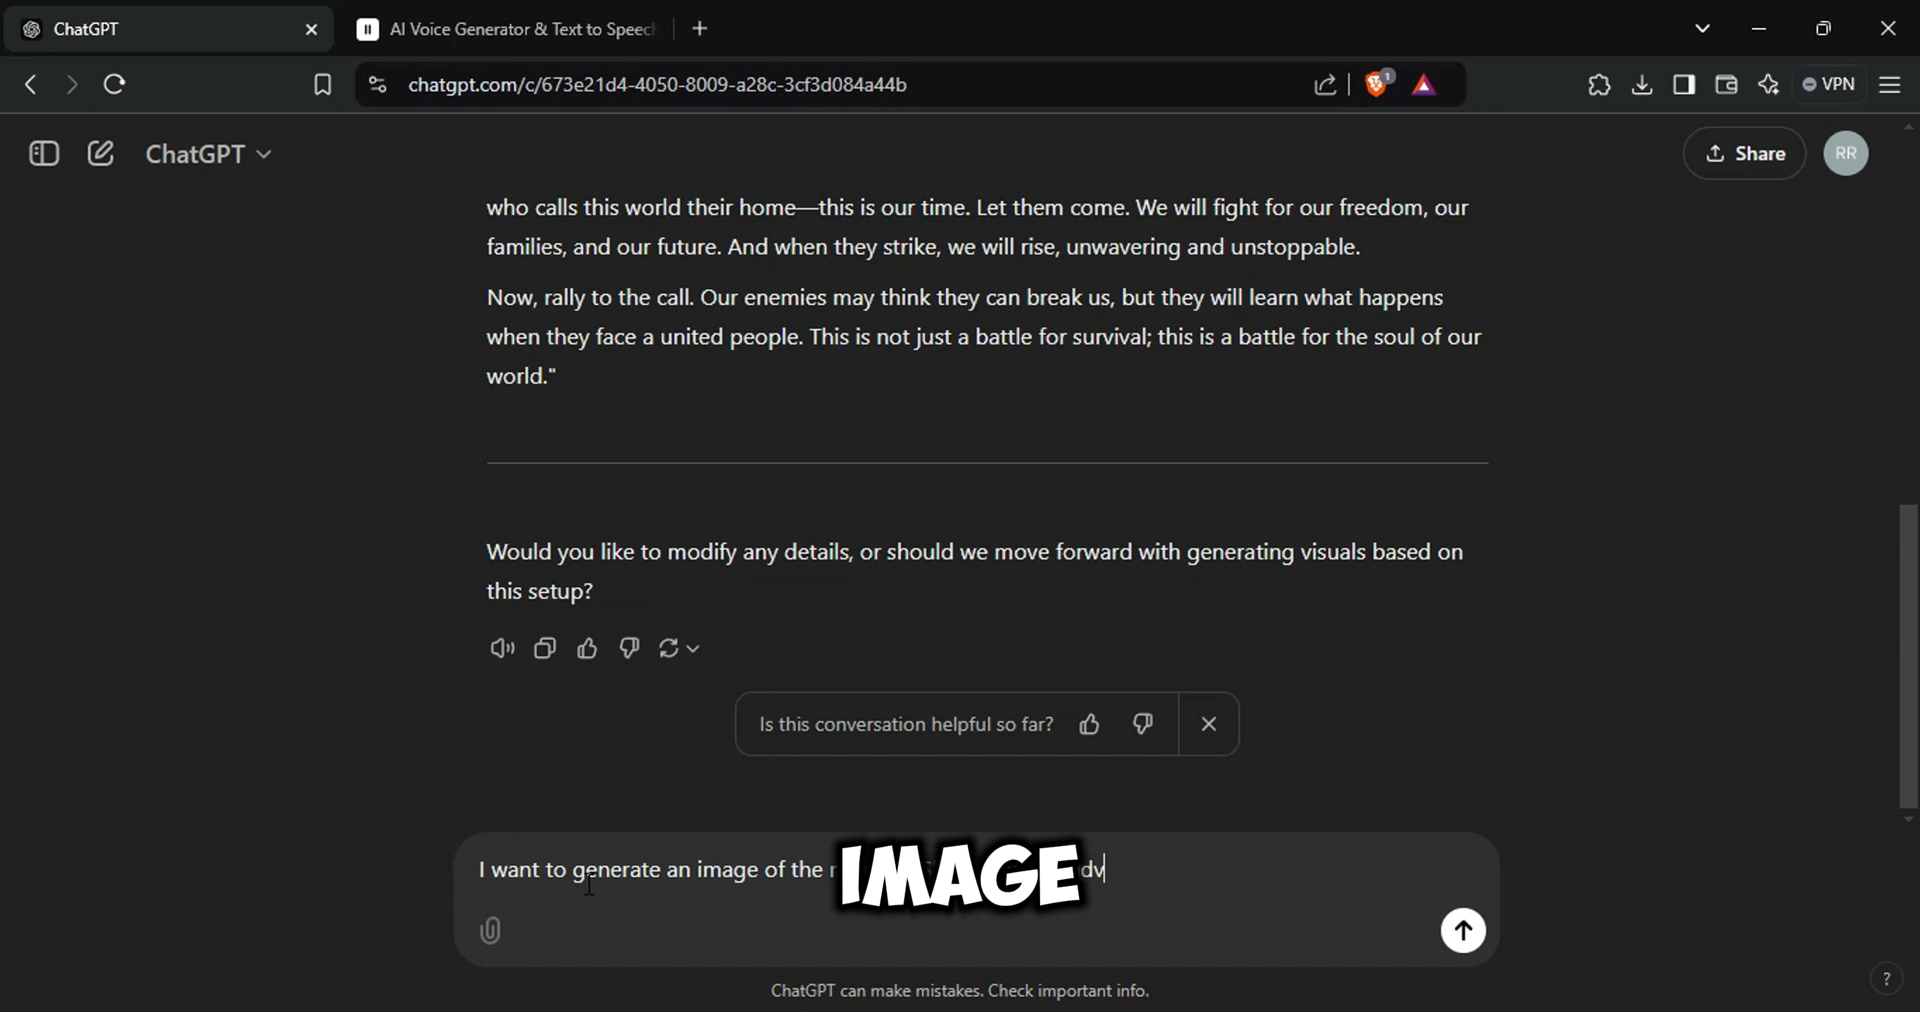 ChatGPT
AI Voice Generator & Text to Speech
chatgpt.com/c/673e21d4-4050-8009-a28c-3cf3d084a44b
1
VPN
ChatGPT
Share
RR
who calls this world their home—this is our time. Let them come. We will fight for our freedom, our
families, and our future. And when they strike, we will rise, unwavering and unstoppable.
Now, rally to the call. Our enemies may think they can break us, but they will learn what happens
when they face a united people. This is not just a battle for survival; this is a battle for the soul of our
world."
Would you like to modify any details, or should we move forward with generating visuals based on
this setup?
Is this conversation helpful so far?
I want to generate an image of the
IMAGE
ChatGPT can make mistakes. Check important info.
?